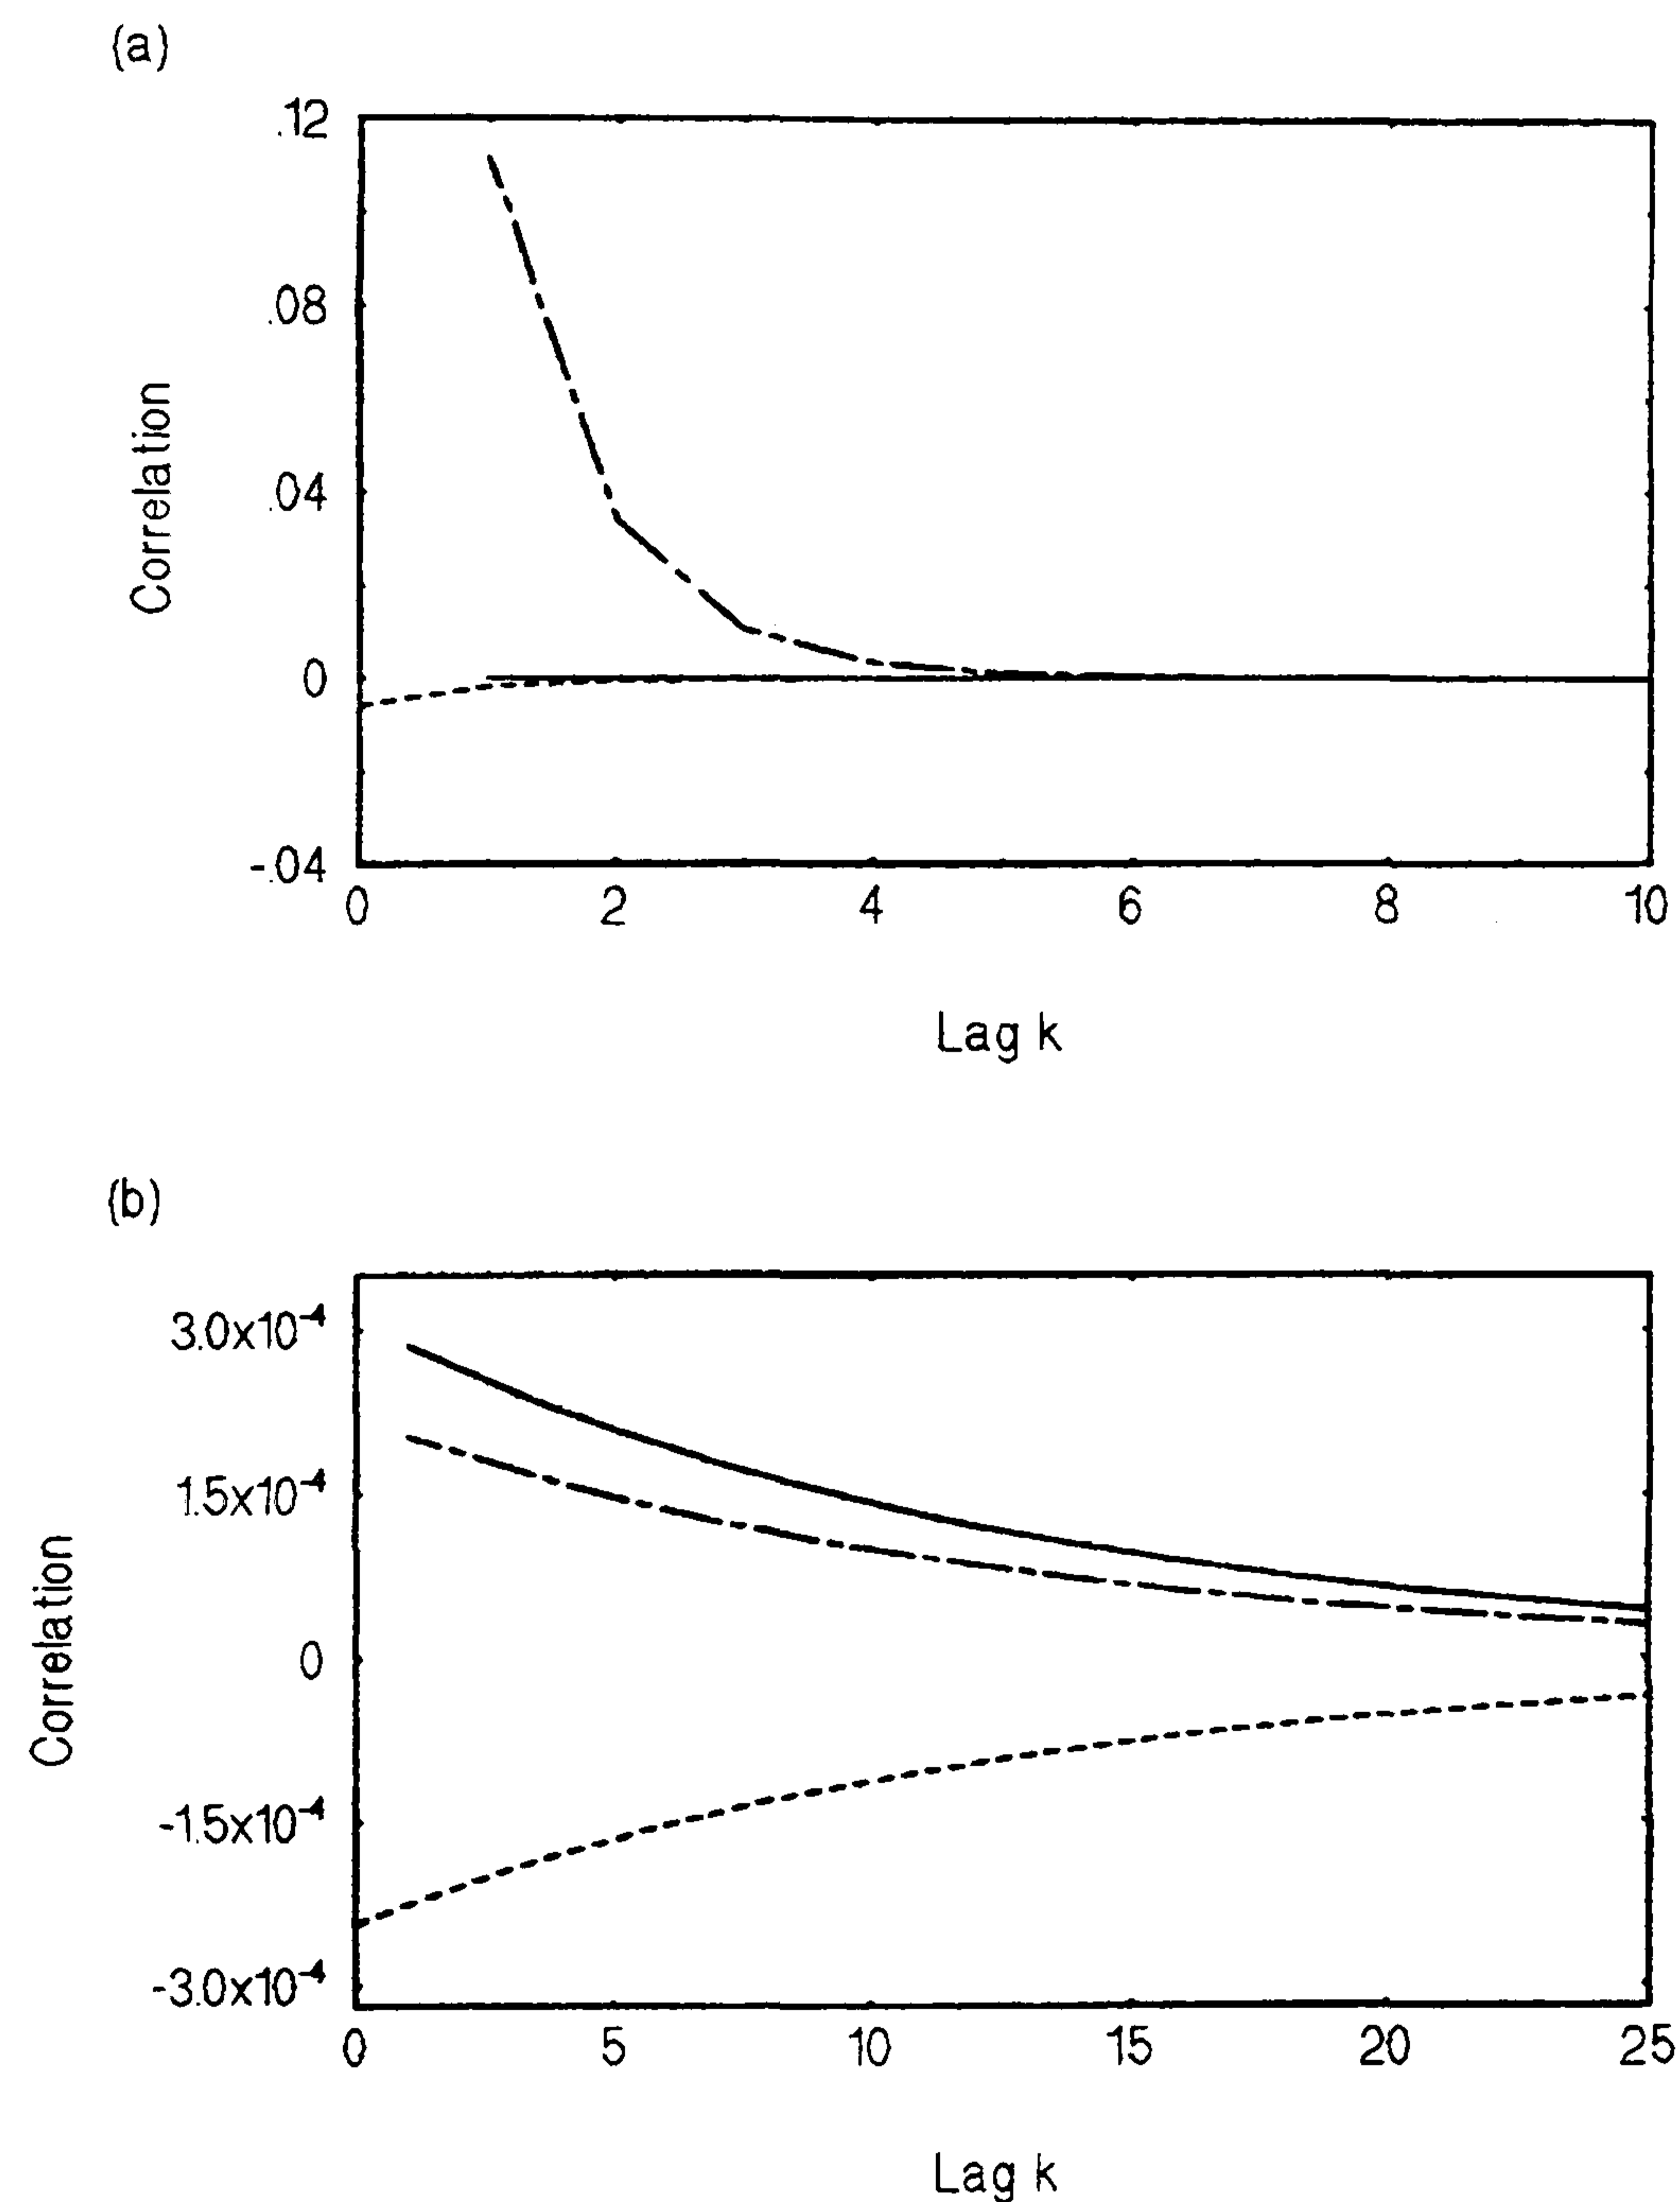 (a)
.12
.08
.04
0
-.04
Correlation
0 2 4 6 8 10
Lag k
(b)
3.0x10⁻⁴
1.5x10⁻⁴
0
-1.5x10⁻⁴
-3.0x10⁻⁴
Correlation
0 5 10 15 20 25
Lag k